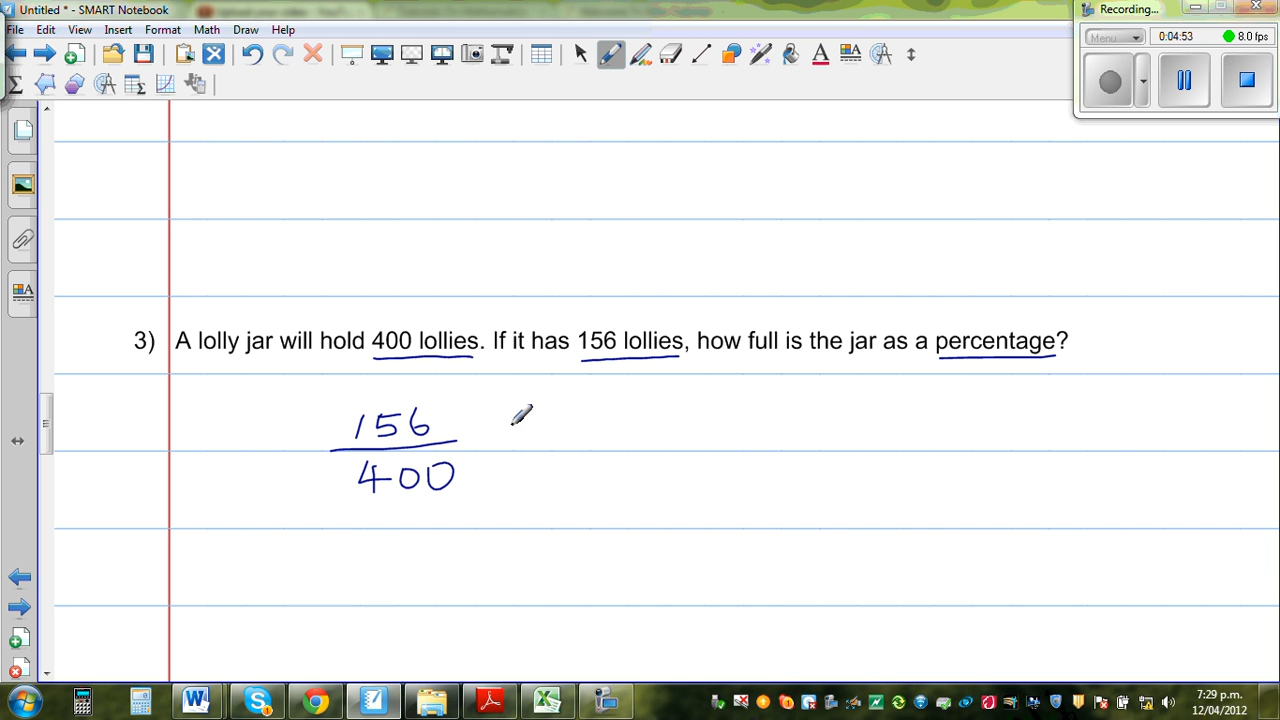 Untitled * - SMART Notebook
Recording...
File Edit View Insert Format Math Draw Help
Menu
0:04:53
8.0 fps
3) A lolly jar will hold 400 lollies. If it has 156 lollies, how full is the jar as a percentage?
156
400
7:29 p.m.
12/04/2012